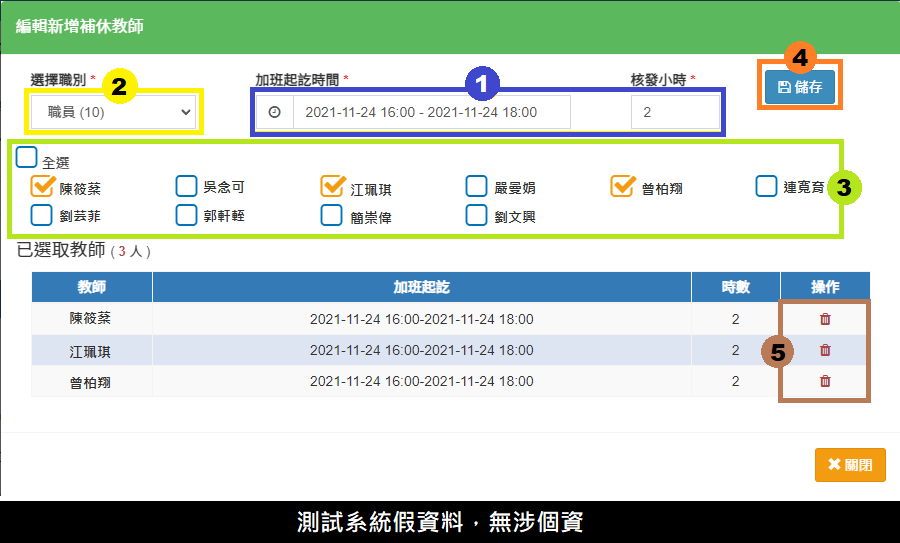 編輯新增補休教師
選擇職別 * 加班起訖時間 * 核發小時 *
2 1 4
職員 (10) 2021-11-24 16:00 - 2021-11-24 18:00 2 儲存
全選
陳筱棻 吳念可 江珮琪 嚴曼娟 曾柏翔 連寬育 3
劉芸菲 郭軒輊 簡崇偉 劉文興
已選取教師 ( 3 人 )
教師 加班起訖 時數 操作
陳筱棻 2021-11-24 16:00-2021-11-24 18:00 2
江珮琪 2021-11-24 16:00-2021-11-24 18:00 2 5
曾柏翔 2021-11-24 16:00-2021-11-24 18:00 2
關閉
測試系統假資料，無涉個資